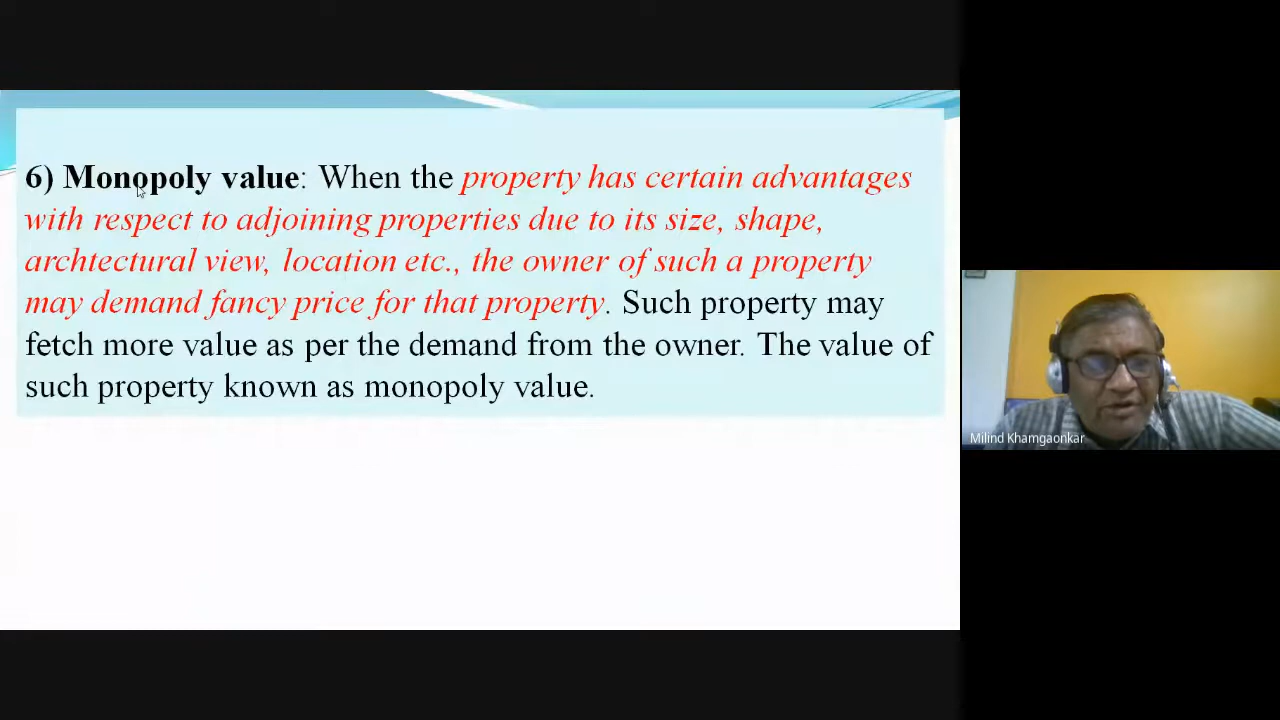 6) Monopoly value: When the property has certain advantages
with respect to adjoining properties due to its size, shape,
archtectural view, location etc., the owner of such a property
may demand fancy price for that property. Such property may
fetch more value as per the demand from the owner. The value of
such property known as monopoly value.
Milind Khamgaonkar